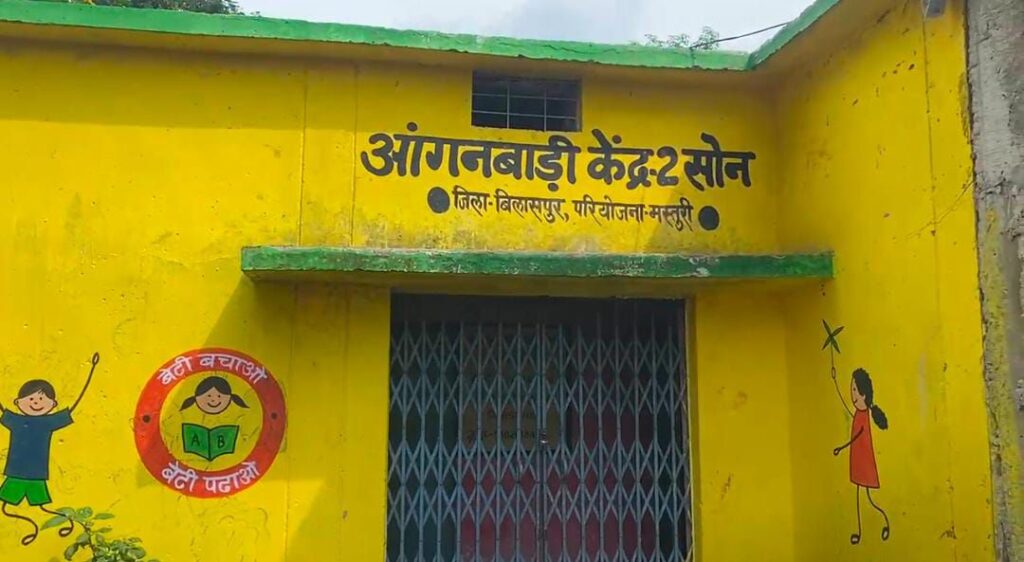 आंगनबाड़ी केंद्र-2 सोन
जिला-बिलासपुर, परियोजना-मस्तुरी
बेटी बचाओ
A B
बेटी पढाओ